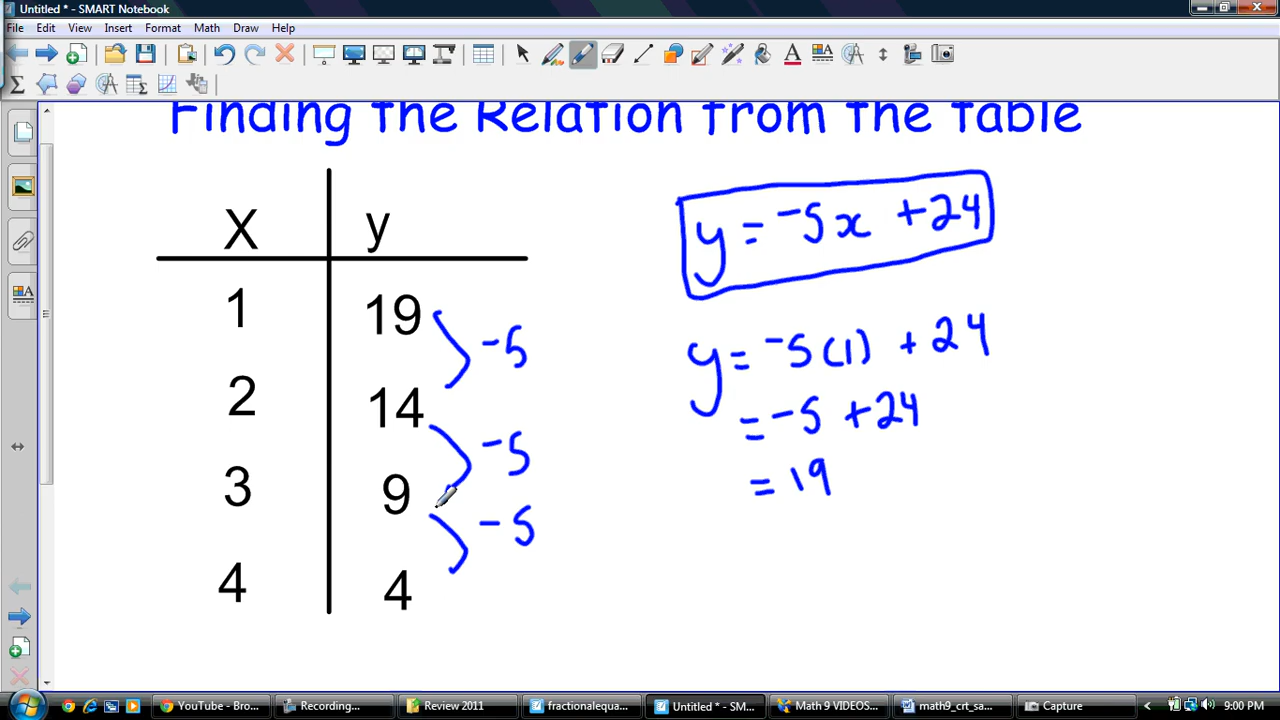 Untitled * - SMART Notebook
File Edit View Insert Format Math Draw Help
Finding the Relation from the table
X y
1 19
2 14
3 9
4 4
-5
-5
-5
y = -5x +24
y = -5(1) + 24
= -5 +24
= 19
YouTube - Bro... Recording... Review 2011 fractionalequa... Untitled * - SM... Math 9 VIDEOS... math9_crt_sa... Capture 9:00 PM